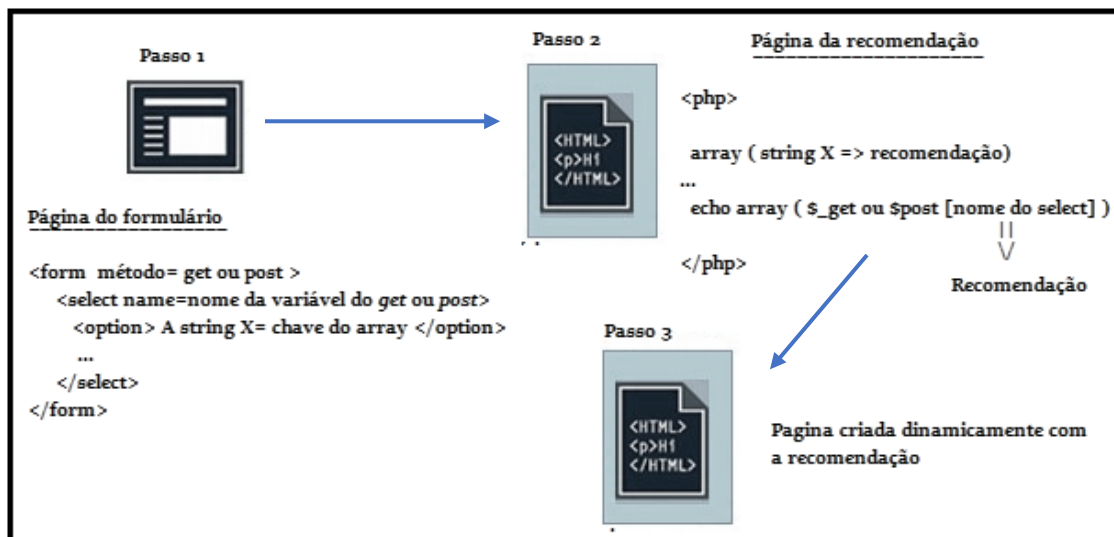 Passo 1
Página do formulário
<form método= get ou post >
<select name=nome da variável do get ou post>
<option> A string X= chave do array </option>
...
</select>
</form>
Passo 2
<HTML>
<p>H1
</HTML>
Página da recomendação
<php>
array ( string X => recomendação)
...
echo array ( $_get ou $post [nome do select] )
</php>
Recomendação
Passo 3
<HTML>
<p>H1
</HTML>
Pagina criada dinamicamente com
a recomendação